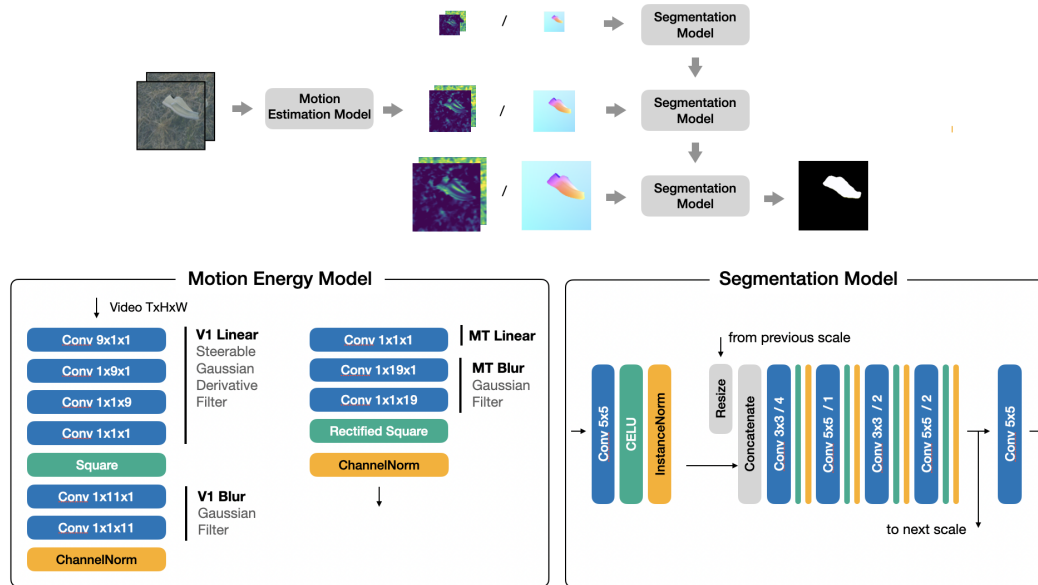 /
Segmentation
Model
Motion
Estimation Model
/
Segmentation
Model
/
Segmentation
Model
Motion Energy Model
Video TxHxW
Conv 9x1x1
Conv 1x9x1
Conv 1x1x9
Conv 1x1x1
V1 Linear
Steerable
Gaussian
Derivative
Filter
Square
Conv 1x11x1
Conv 1x1x11
V1 Blur
Gaussian
Filter
ChannelNorm
Conv 1x1x1
MT Linear
Conv 1x19x1
Conv 1x1x19
MT Blur
Gaussian
Filter
Rectified Square
ChannelNorm
Segmentation Model
from previous scale
Conv 5x5
CELU
InstanceNorm
Resize
Concatenate
Conv 3x3 / 4
Conv 5x5 / 1
Conv 3x3 / 2
Conv 5x5 / 2
Conv 5x5
to next scale